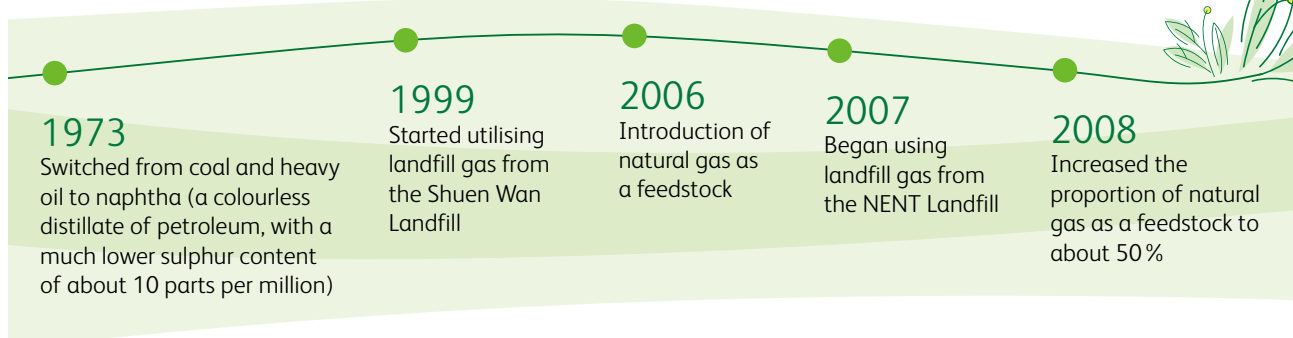 1973
Switched from coal and heavy
oil to naphtha (a colourless
distillate of petroleum, with a
much lower sulphur content
of about 10 parts per million)
1999
Started utilising
landfill gas from
the Shuen Wan
Landfill
2006
Introduction of
natural gas as
a feedstock
2007
Began using
landfill gas from
the NENT Landfill
2008
Increased the
proportion of natural
gas as a feedstock to
about 50 %